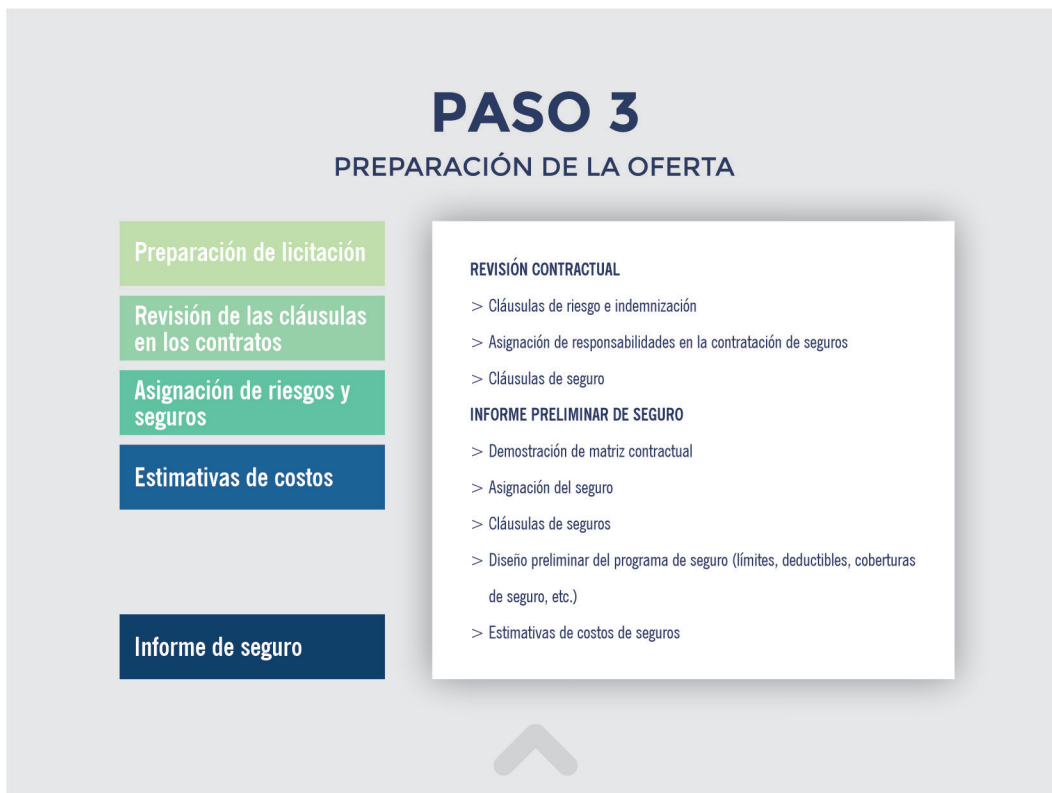 PASO 3
PREPARACIÓN DE LA OFERTA
Preparación de licitación
Revisión de las cláusulas
en los contratos
Asignación de riesgos y
seguros
Estimativas de costos
Informe de seguro
REVISIÓN CONTRACTUAL
> Cláusulas de riesgo e indemnización
> Asignación de responsabilidades en la contratación de seguros
> Cláusulas de seguro
INFORME PRELIMINAR DE SEGURO
> Demostración de matriz contractual
> Asignación del seguro
> Cláusulas de seguros
> Diseño preliminar del programa de seguro (límites, deductibles, coberturas
de seguro, etc.)
> Estimativas de costos de seguros